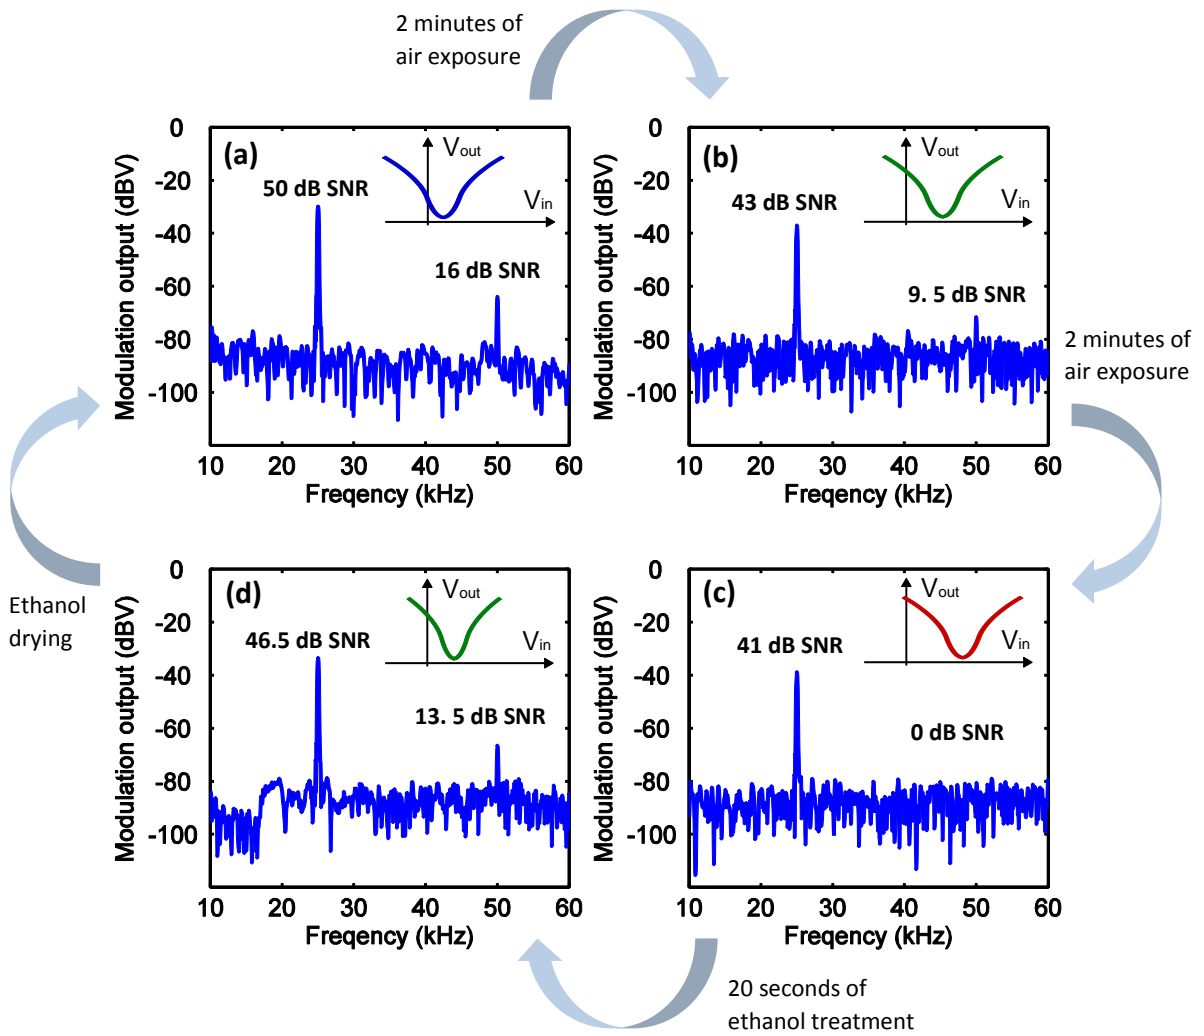 2 minutes of
air exposure
(a)
Vout
Vin
50 dB SNR
16 dB SNR
0
-20
-40
-60
-80
-100
Modulation output (dBV)
10 20 30 40 50 60
Freqency (kHz)
(b)
Vout
Vin
43 dB SNR
9. 5 dB SNR
0
-20
-40
-60
-80
-100
Modulation output (dBV)
10 20 30 40 50 60
Freqency (kHz)
2 minutes of
air exposure
(d)
Vout
Vin
46.5 dB SNR
13. 5 dB SNR
0
-20
-40
-60
-80
-100
Modulation output (dBV)
10 20 30 40 50 60
Freqency (kHz)
Ethanol
drying
(c)
Vout
Vin
41 dB SNR
0 dB SNR
0
-20
-40
-60
-80
-100
Modulation output (dBV)
10 20 30 40 50 60
Freqency (kHz)
20 seconds of
ethanol treatment